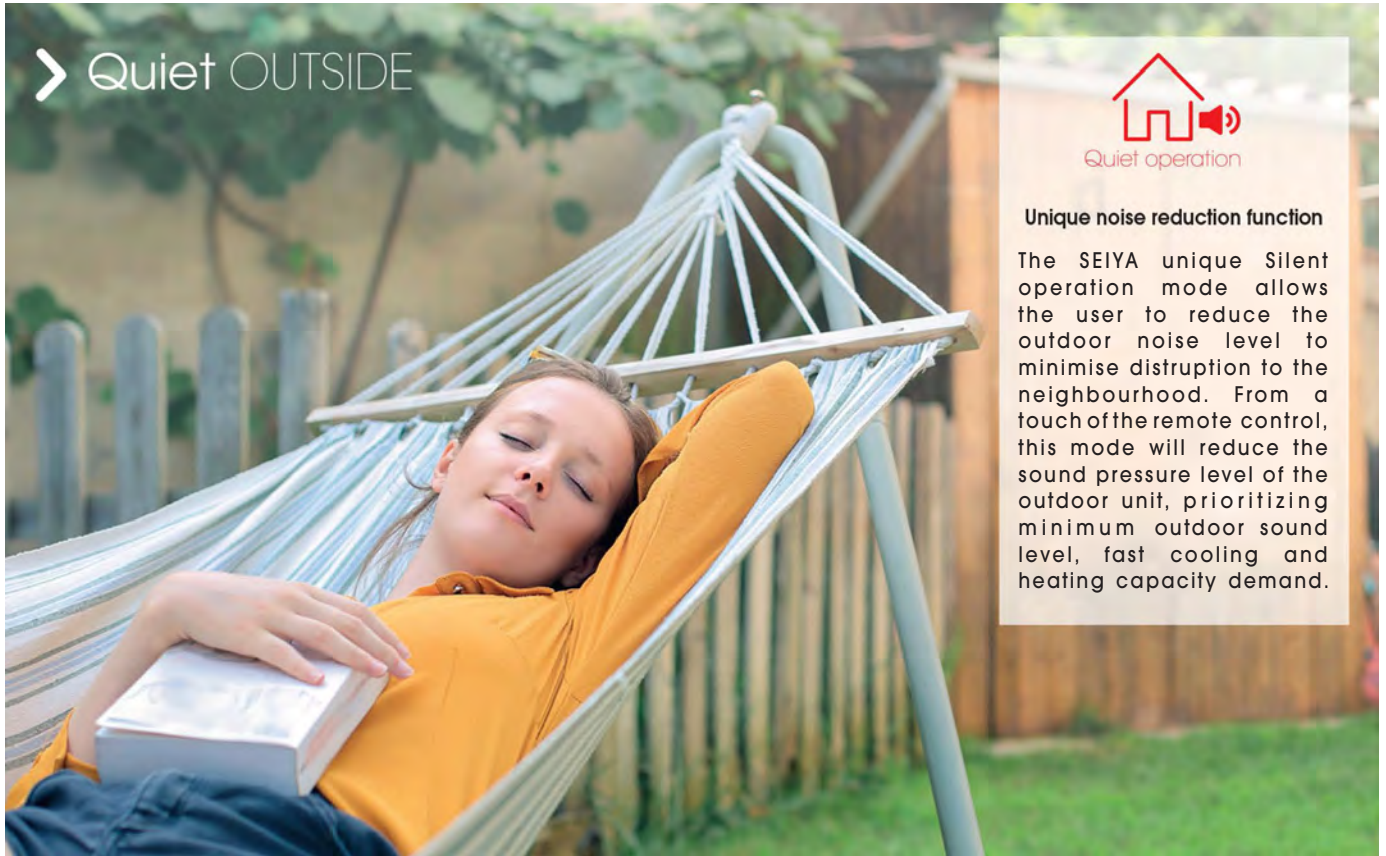 Quiet OUTSIDE
Quiet operation
Unique noise reduction function
The SEIYA unique Silent
operation mode allows
the user to reduce the
outdoor noise level to
minimise distruption to the
neighbourhood. From a
touch of the remote control,
this mode will reduce the
sound pressure level of the
outdoor unit, prioritizing
minimum outdoor sound
level, fast cooling and
heating capacity demand.